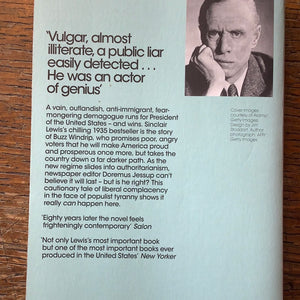 'Vulgar, almost
illiterate, a public liar
easily detected . . .
He was an actor
of genius'
A vain, outlandish, anti-immigrant, fear-
mongering demagogue runs for President
of the United States – and wins. Sinclair
Lewis's chilling 1935 bestseller is the story
of Buzz Windrip, who promises poor, angry
voters that he will make America proud
and prosperous once more, but takes the
country down a far darker path. As the
new regime slides into authoritarianism,
newspaper editor Doremus Jessup can't
believe it will last – but is he right? This
cautionary tale of liberal complacency
in the face of populist tyranny shows it
really can happen here.
'Eighty years later the novel feels
frighteningly contemporary' Salon
'Not only Lewis's most important book
but one of the most important books ever
produced in the United States' New Yorker
Cover images
courtesy of Alamy/
Getty Images
Design by Jim
Stoddart. Author
photograph: AFP/
Getty Images